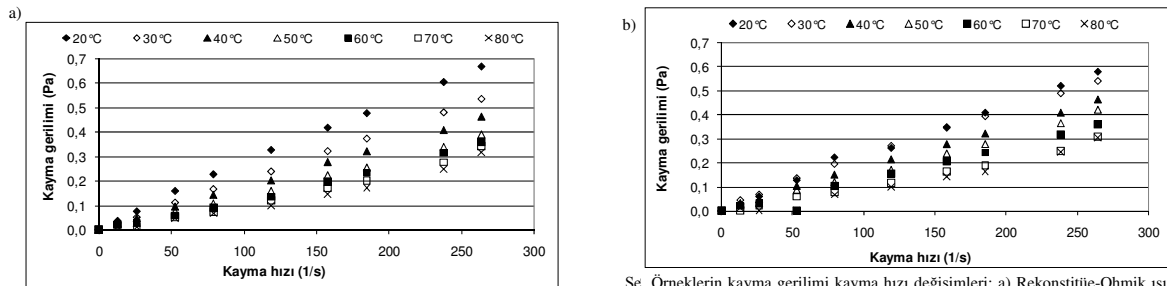 a)
20°C 30°C 40°C 50°C 60°C 70°C 80°C
0,7
0,6
0,5
0,4
0,3
0,2
0,1
0,0
Kayma gerilimi (Pa)
0 50 100 150 200 250 300
Kayma hızı (1/s)
b)
20°C 30°C 40°C 50°C 60°C 70°C 80°C
0,7
0,6
0,5
0,4
0,3
0,2
0,1
0,0
Kayma gerilimi (Pa)
0 50 100 150 200 250 300
Kayma hızı (1/s)
Örneklerin kayma gerilimi kayma hızı değişimleri: a) Rekonstitüe-Ohmik